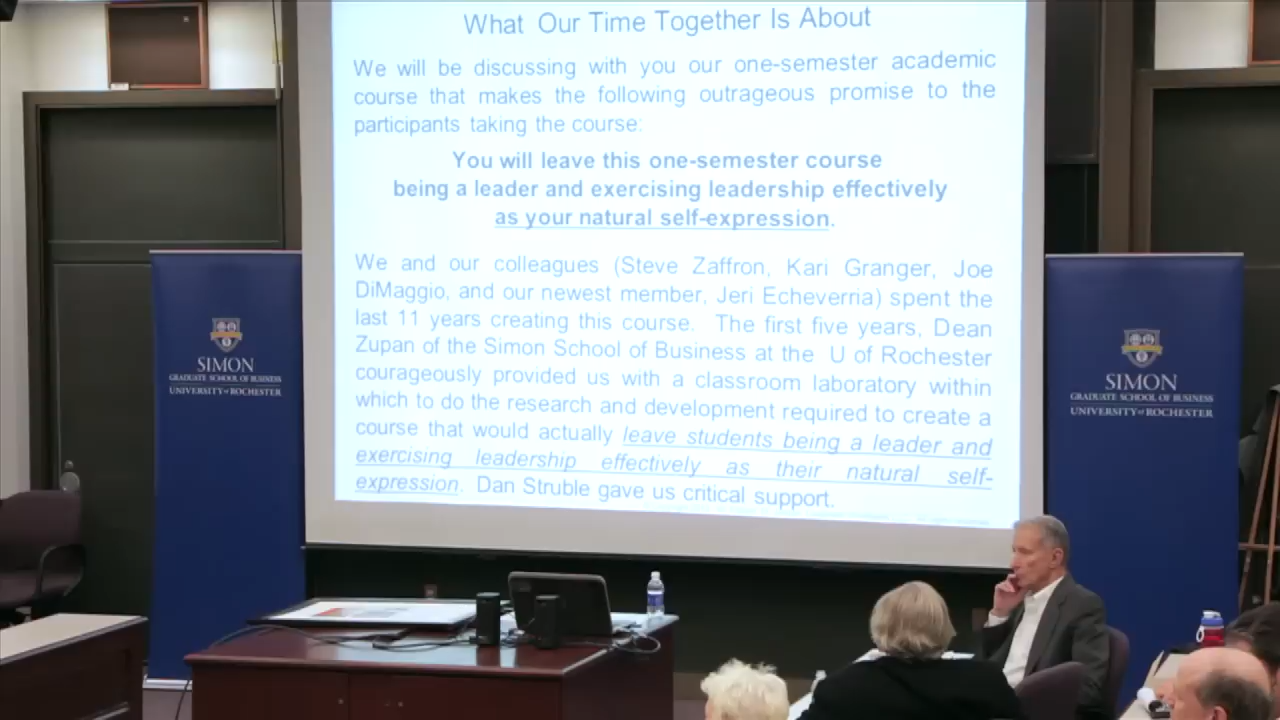 What Our Time Together Is About
We will be discussing with you our one-semester academic
course that makes the following outrageous promise to the
participants taking the course:
You will leave this one-semester course
being a leader and exercising leadership effectively
as your natural self-expression.
We and our colleagues (Steve Zaffron, Kari Granger, Joe
DiMaggio, and our newest member, Jeri Echeverria) spent the
last 11 years creating this course. The first five years, Dean
Zupan of the Simon School of Business at the U of Rochester
courageously provided us with a classroom laboratory within
which to do the research and development required to create a
course that would actually leave students being a leader and
exercising leadership effectively as their natural self-
expression. Dan Struble gave us critical support.
SIMON
GRADUATE SCHOOL OF BUSINESS
UNIVERSITY of ROCHESTER
SIMON
GRADUATE SCHOOL OF BUSINESS
UNIVERSITY of ROCHESTER